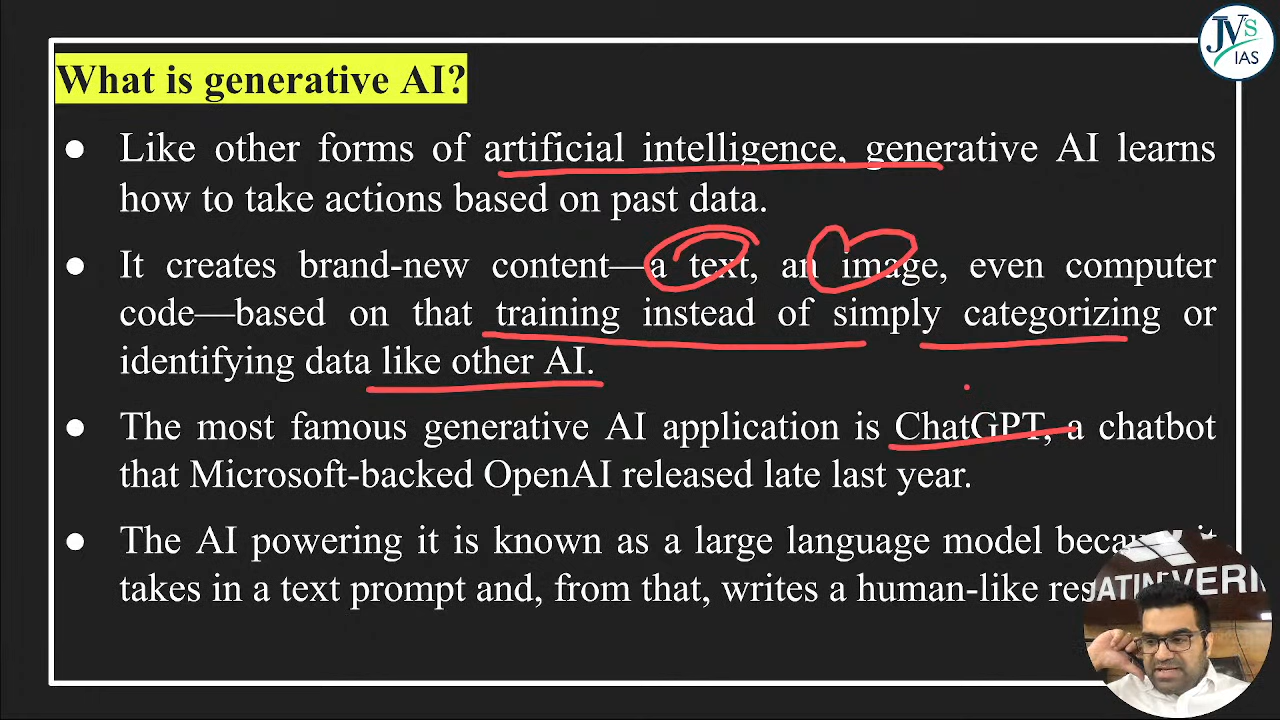 JVS
IAS
What is generative AI?
● Like other forms of artificial intelligence, generative AI learns
how to take actions based on past data.
● It creates brand-new content—a text, an image, even computer
code—based on that training instead of simply categorizing or
identifying data like other AI.
● The most famous generative AI application is ChatGPT, a chatbot
that Microsoft-backed OpenAI released late last year.
● The AI powering it is known as a large language model it
takes in a text prompt and, from that, writes a human-like